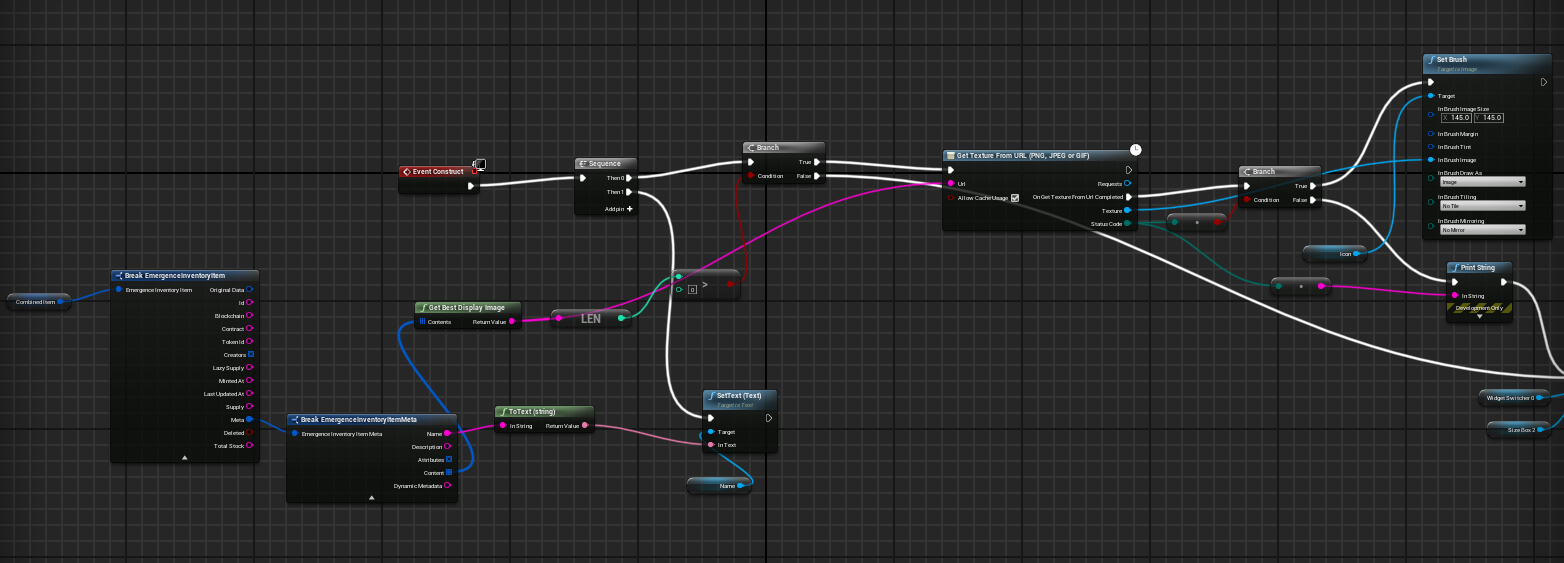 Event Construct
Sequence
Then 0
Then 1
Add pin +
Branch
True
Condition
False
Get Texture From URL (PNG, JPEG or GIF)
Requests
Url
On Get Texture From Url Completed
Allow Cache Usage
Texture
Status Code
Branch
True
Condition
False
Set Brush
Target is Image
Target
In Brush Image Size
X 145.0 Y 145.0
In Brush Margin
In Brush Tint
In Brush Image
In Brush Draw As
Image
In Brush Tiling
No Tile
In Brush Mirroring
No Mirror
Icon
Print String
In String
Development Only
Widget Switcher 0
Size Box 2
Combined Item
Break EmergenceInventoryItem
Emergence Inventory Item
Original Data
Id
Blockchain
Contract
Token Id
Creators
Lazy Supply
Minted At
Last Updated At
Supply
Meta
Deleted
Total Stock
Get Best Display Image
Contents
Return Value
LEN
>
0
Break EmergenceInventoryItemMeta
Emergence Inventory Item Meta
Name
Description
Attributes
Content
Dynamic Metadata
ToText (string)
In String
Return Value
SetText (Text)
Target is Text
Target
In Text
Name